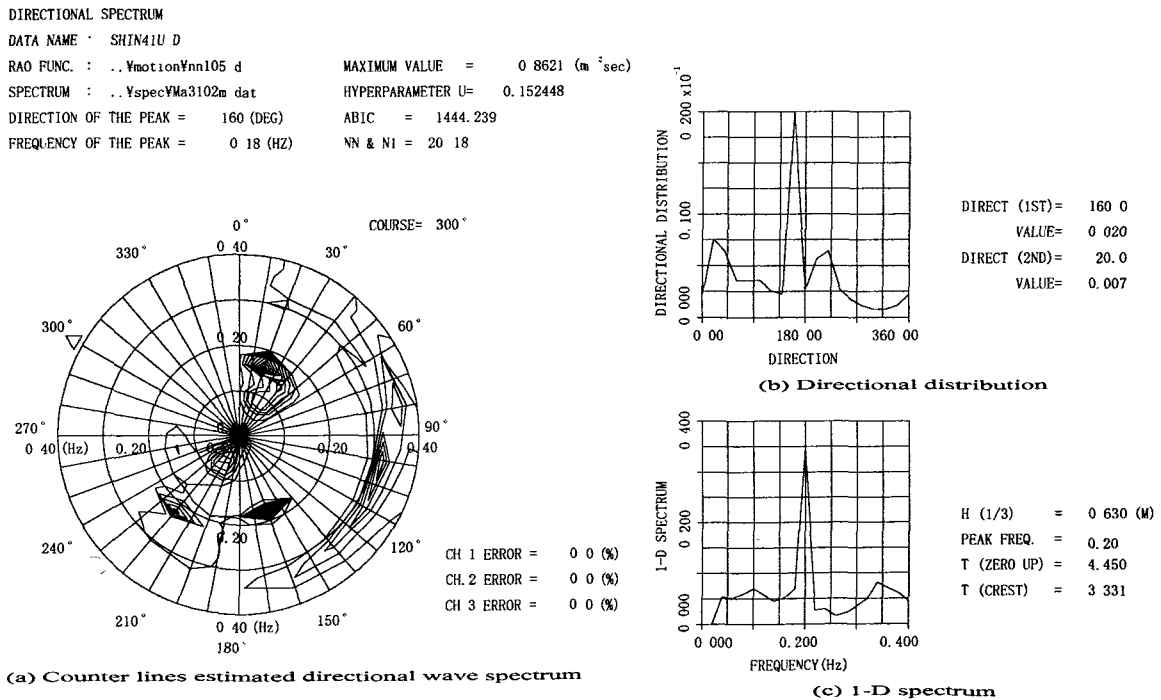 DIRECTIONAL SPECTRUM
DATA NAME · SHIN41U D
RAO FUNC. : ..¥motion¥nn105 d
SPECTRUM : ..¥spec¥Ma3102m dat
DIRECTION OF THE PEAK = 160 (DEG)
FREQUENCY OF THE PEAK = 0 18 (HZ)
MAXIMUM VALUE = 0 8621 (m ²sec)
HYPERPARAMETER U= 0.152448
ABIC = 1444.239
NN & N1 = 20 18
COURSE= 300°
0°
0 40
330°
30°
300°
0 20
60°
270°
0 40 (Hz)
0. 20
0. 20
90°
0. 40
240°
0. 20
120°
210°
0 40 (Hz)
150°
180°
CH 1 ERROR = 0 0 (%)
CH. 2 ERROR = 0 0 (%)
CH 3 ERROR = 0 0 (%)
(a) Counter lines estimated directional wave spectrum
DIRECTIONAL DISTRIBUTION
0 200 x10⁻¹
0.100
0 000
0 00 180 00 360 00
DIRECTION
DIRECT (1ST)= 160 0
VALUE= 0 020
DIRECT (2ND)= 20.0
VALUE= 0.007
(b) Directional distribution
1-D SPECTRUM
0 400
0 200
0 000
0 000 0.200 0.400
FREQUENCY(Hz)
H (1/3) = 0 630 (M)
PEAK FREQ. = 0.20
T (ZERO UP) = 4.450
T (CREST) = 3 331
(c) 1-D spectrum